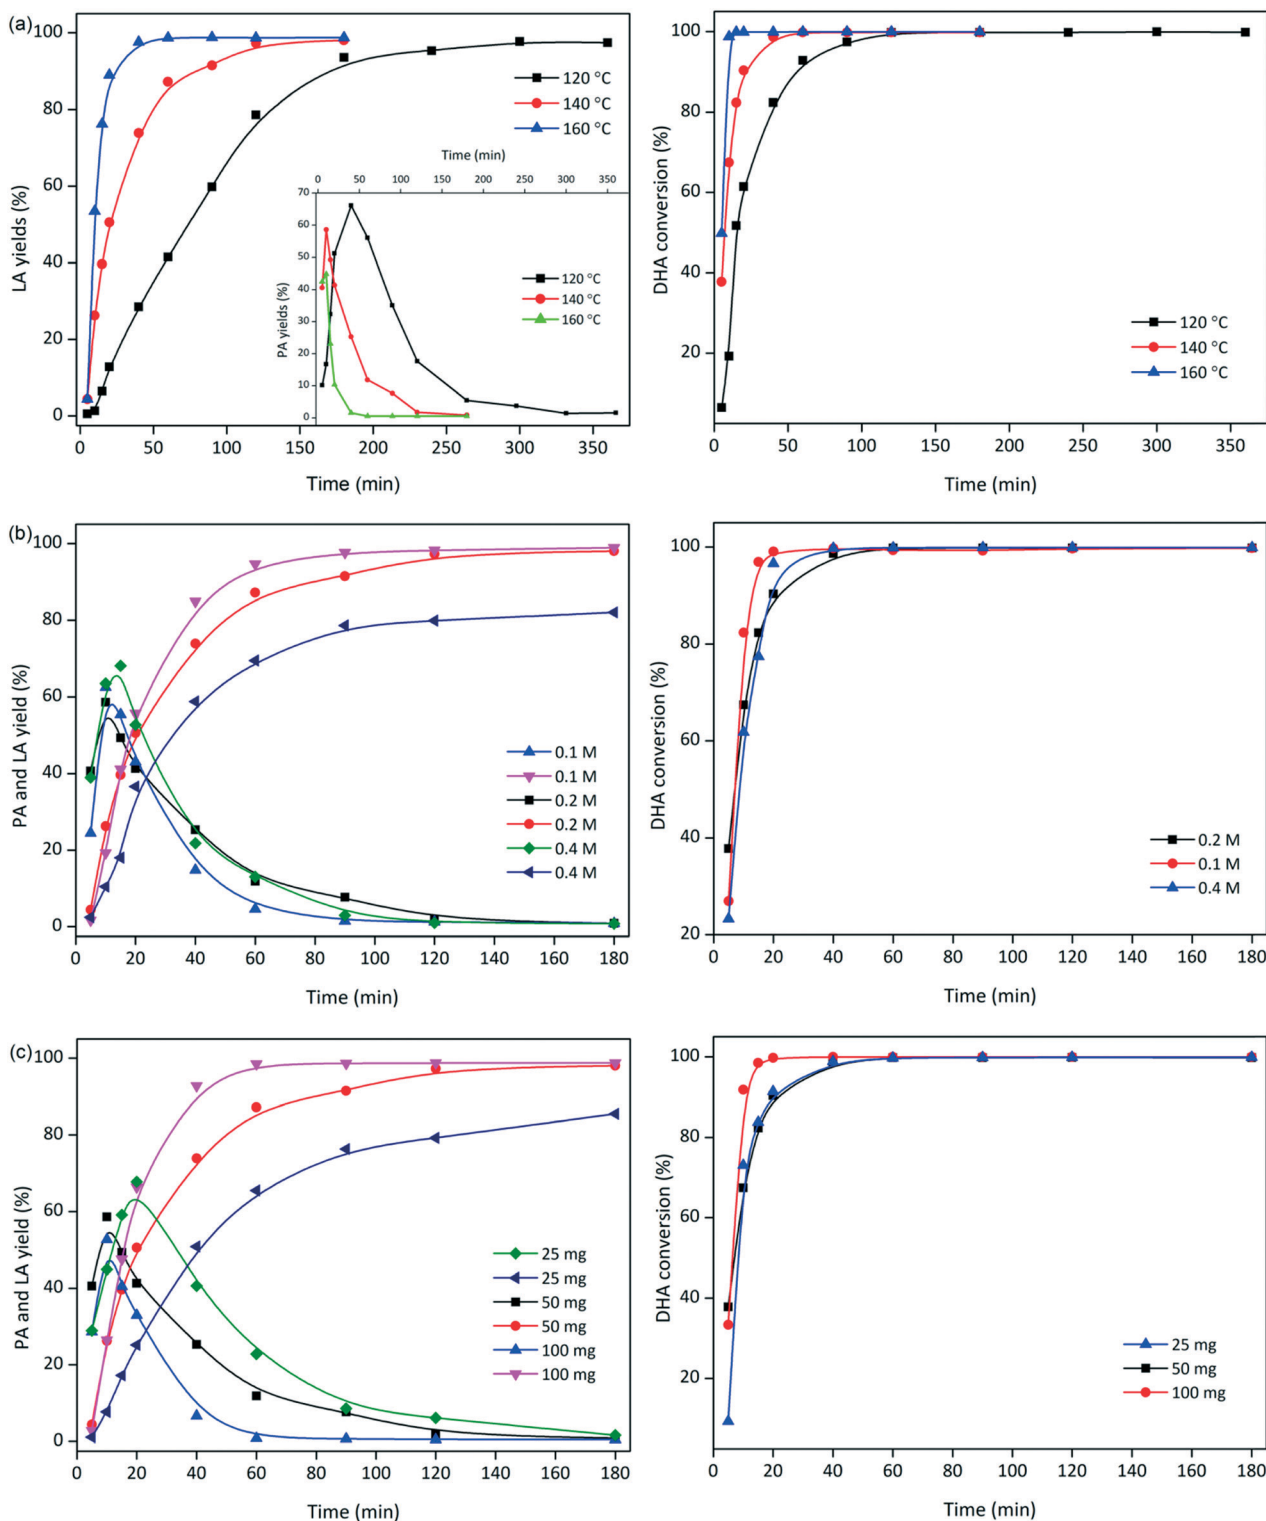 (a)
LA yields (%)
100
80
60
40
20
0
120 °C
140 °C
160 °C
Time (min)
0 50 100 150 200 250 300 350
PA yields (%)
70
60
50
40
30
20
10
0
120 °C
140 °C
160 °C
0 50 100 150 200 250 300 350
Time (min)
DHA conversion (%)
100
80
60
40
20
120 °C
140 °C
160 °C
0 50 100 150 200 250 300 350
Time (min)
(b)
PA and LA yield (%)
100
80
60
40
20
0
0.1 M
0.1 M
0.2 M
0.2 M
0.4 M
0.4 M
0 20 40 60 80 100 120 140 160 180
Time (min)
DHA conversion (%)
100
80
60
40
20
0.2 M
0.1 M
0.4 M
0 20 40 60 80 100 120 140 160 180
Time (min)
(c)
PA and LA yield (%)
100
80
60
40
20
0
25 mg
25 mg
50 mg
50 mg
100 mg
100 mg
0 20 40 60 80 100 120 140 160 180
Time (min)
DHA conversion (%)
100
80
60
40
20
25 mg
50 mg
100 mg
0 20 40 60 80 100 120 140 160 180
Time (min)